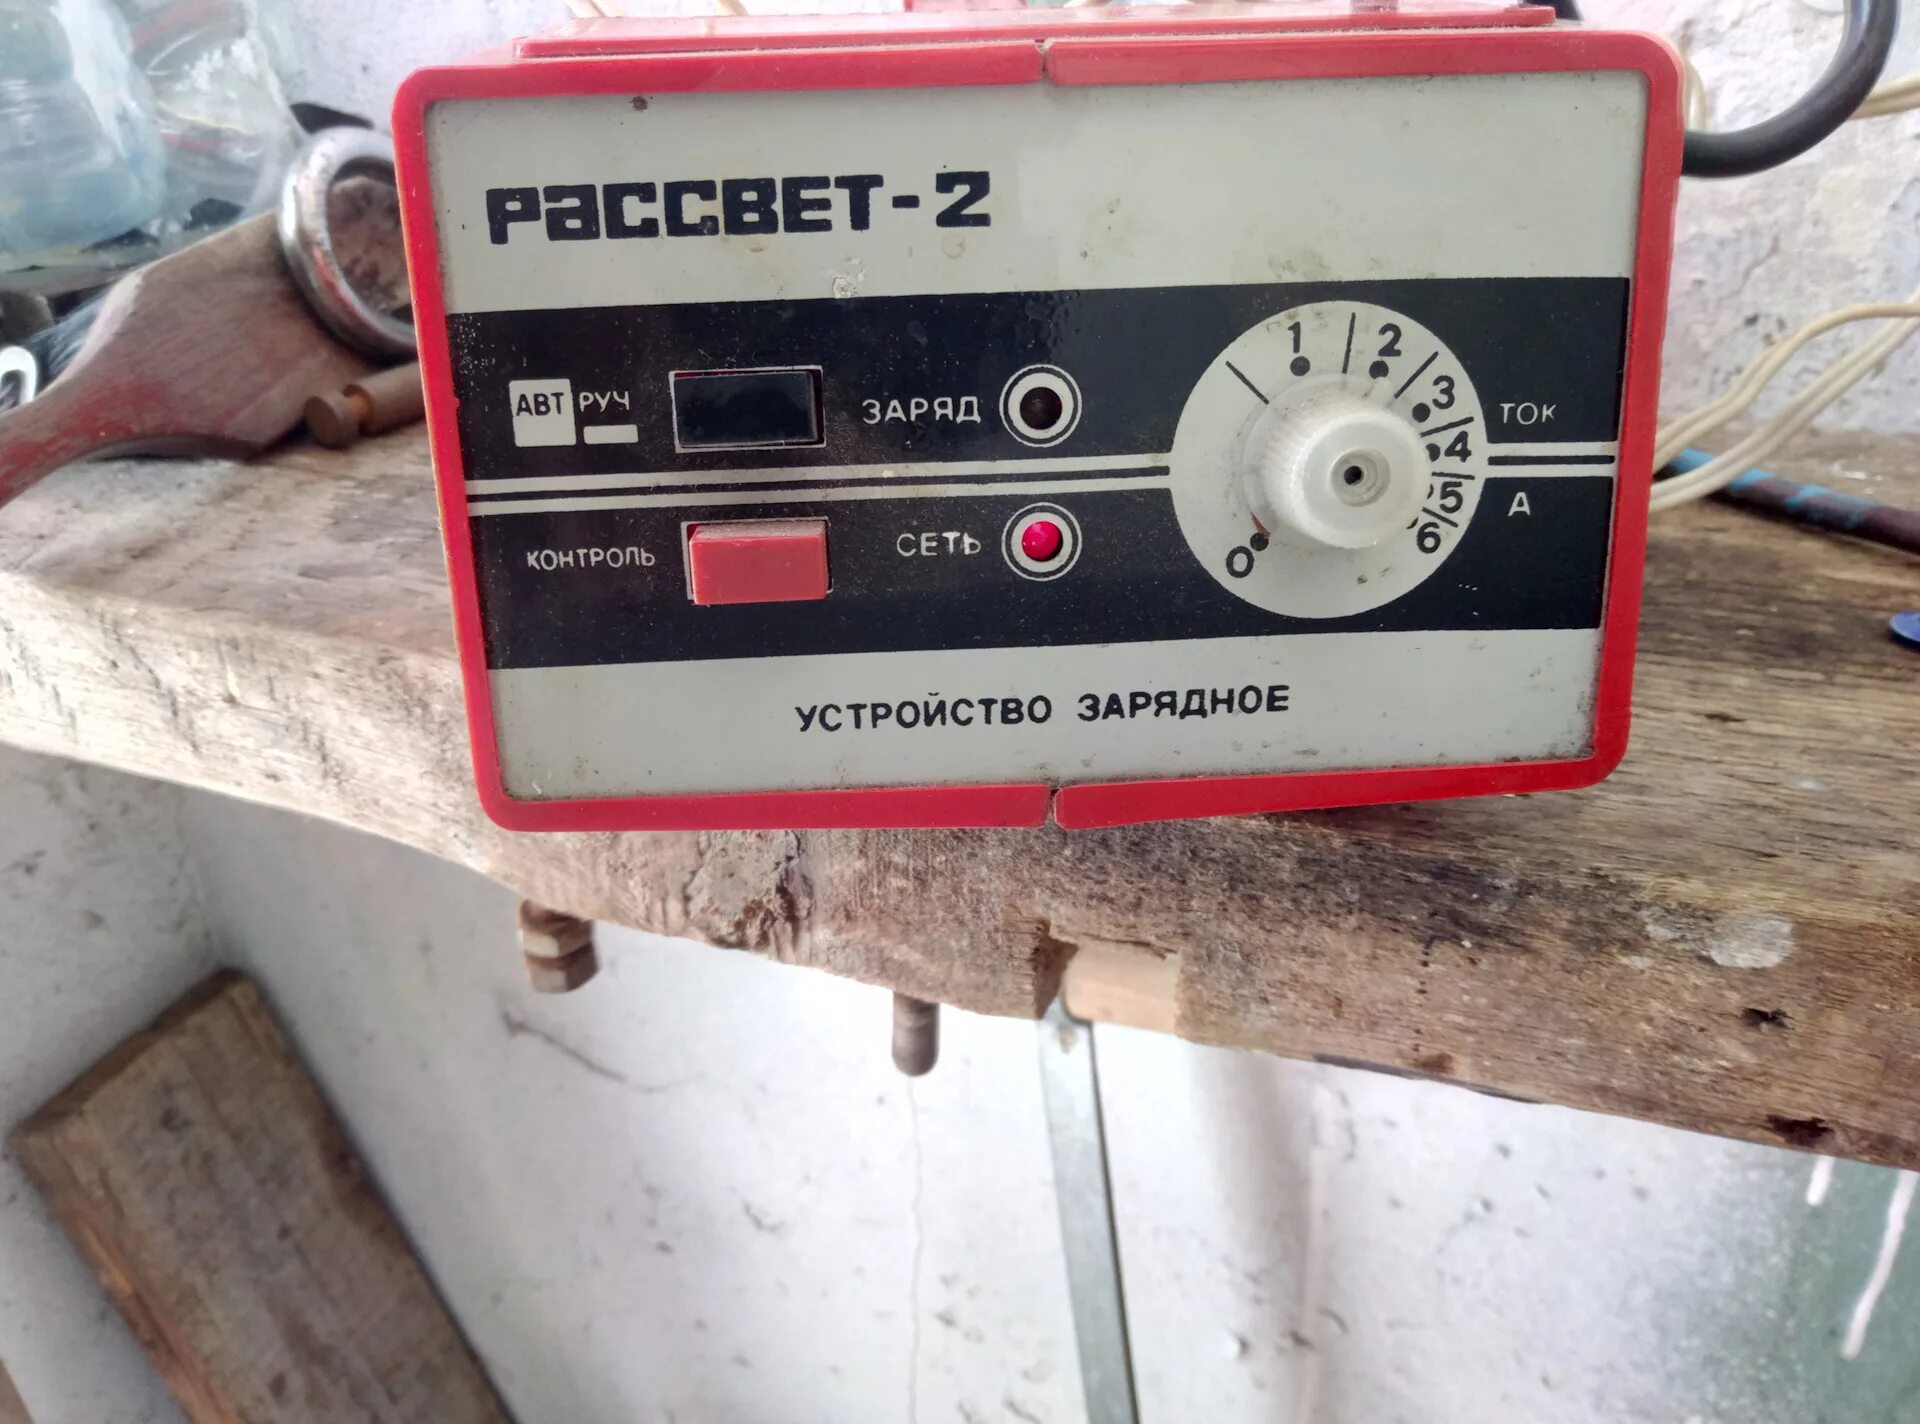 РАССВЕТ-2
АВТ РУЧ
ЗАРЯД
КОНТРОЛЬ
СЕТЬ
0 1 2 3 4 5 6
ТОК
А
УСТРОЙСТВО ЗАРЯДНОЕ